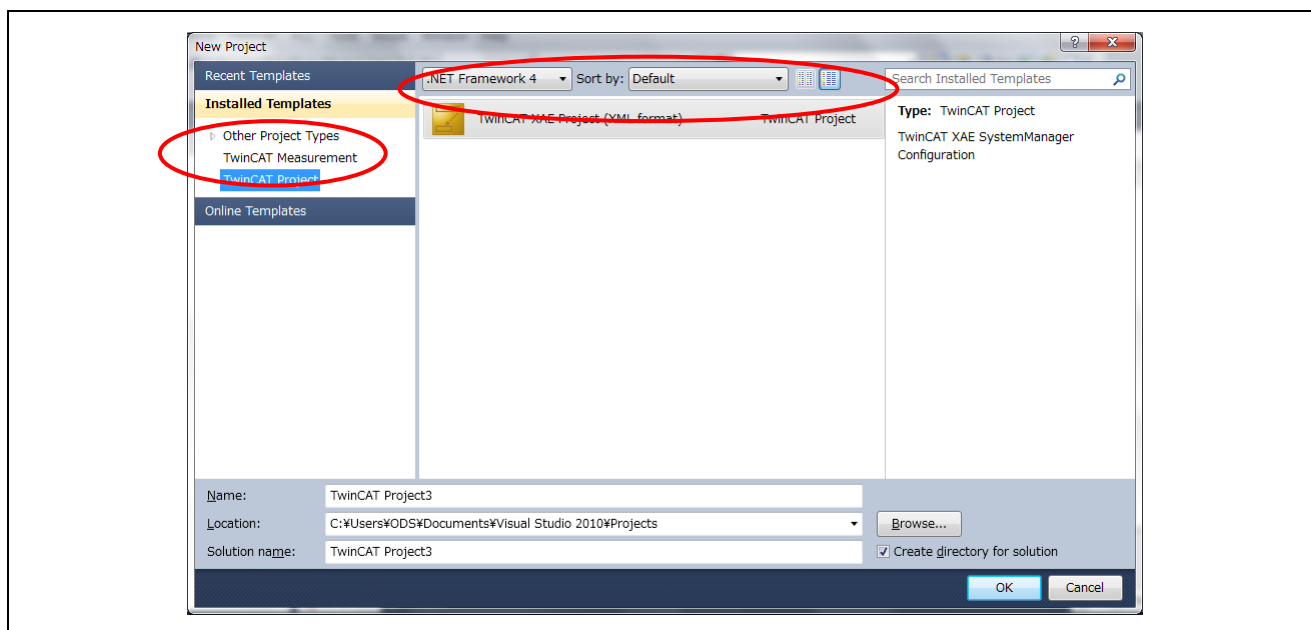 New Project
Recent Templates
.NET Framework 4 Sort by: Default
Search Installed Templates
Installed Templates
Other Project Types
TwinCAT Measurement
TwinCAT Project
Online Templates
TwinCAT XAE Project (XML format) TwinCAT Project
Type: TwinCAT Project
TwinCAT XAE SystemManager
Configuration
Name: TwinCAT Project3
Location: C:¥Users¥ODS¥Documents¥Visual Studio 2010¥Projects
Browse...
Solution name: TwinCAT Project3
Create directory for solution
OK Cancel